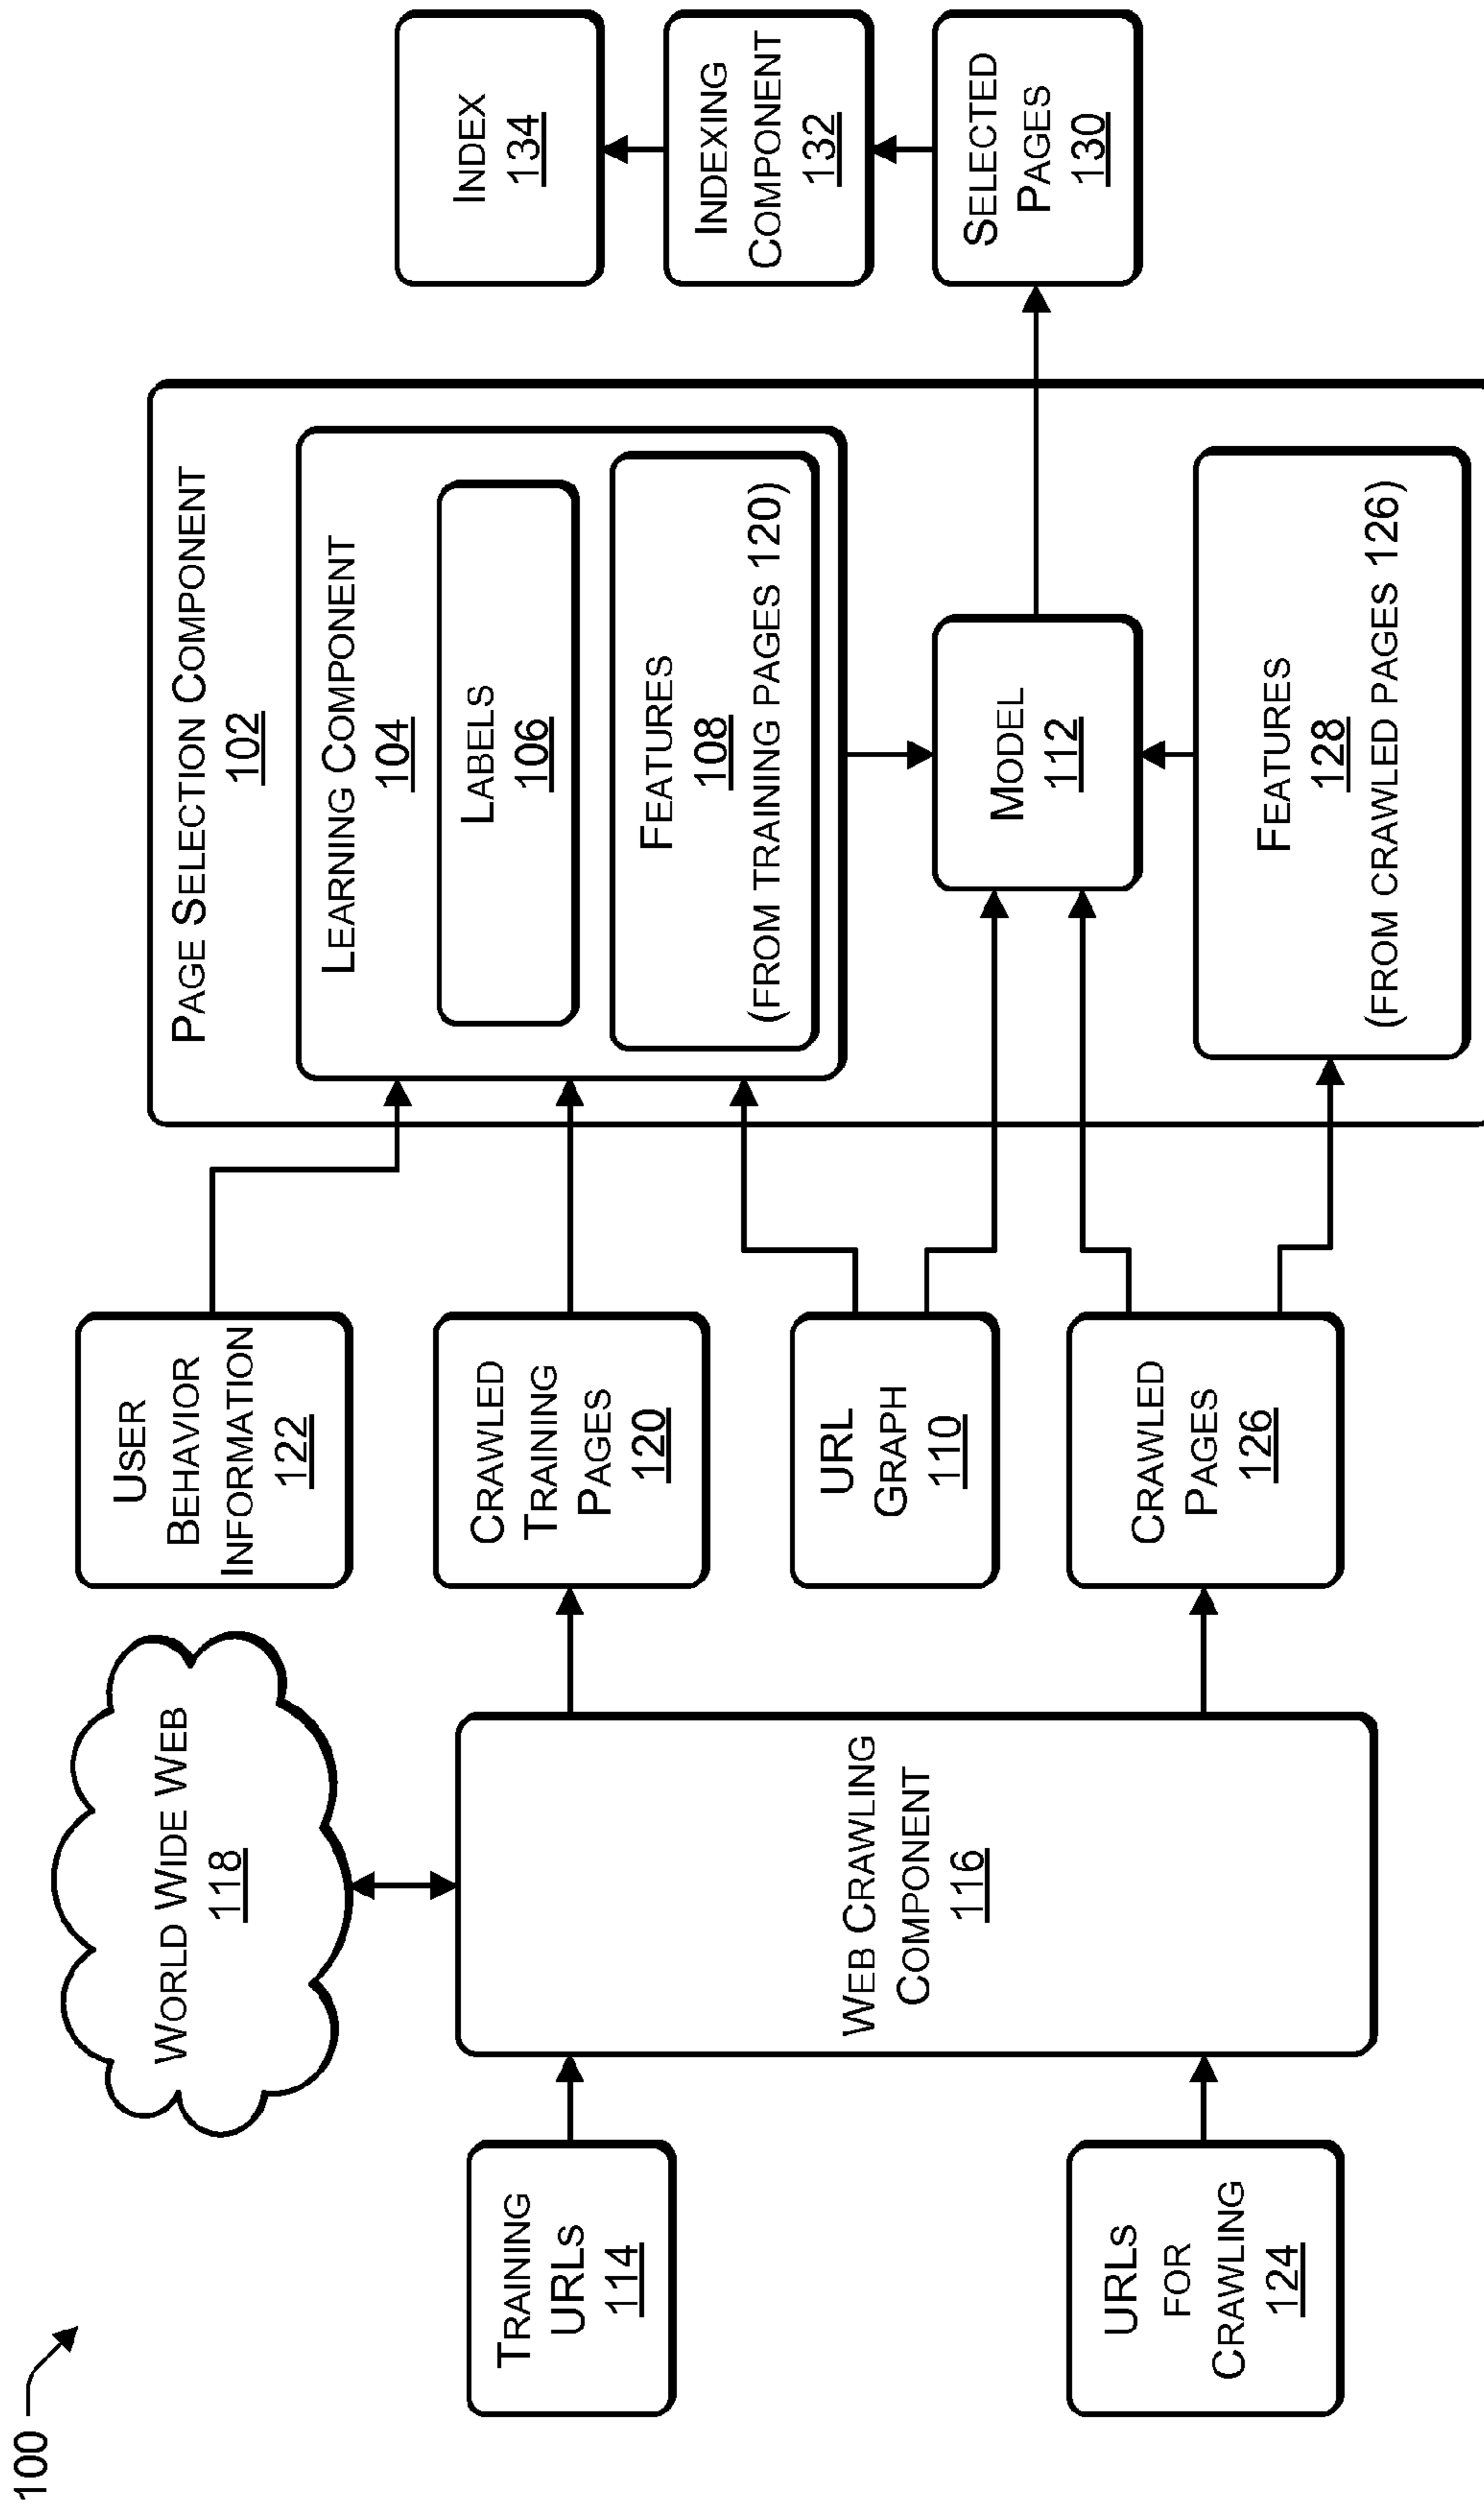 100
WORLD WIDE WEB
118
TRAINING
URLS
114
URLS
FOR
CRAWLING
124
WEB CRAWLING
COMPONENT
116
USER
BEHAVIOR
INFORMATION
122
CRAWLED
TRAINING
PAGES
120
URL
GRAPH
110
CRAWLED
PAGES
126
PAGE SELECTION COMPONENT
102
LEARNING COMPONENT
104
LABELS
106
FEATURES
108
(FROM TRAINING PAGES 120)
MODEL
112
FEATURES
128
(FROM CRAWLED PAGES 126)
INDEX
134
INDEXING
COMPONENT
132
SELECTED
PAGES
130